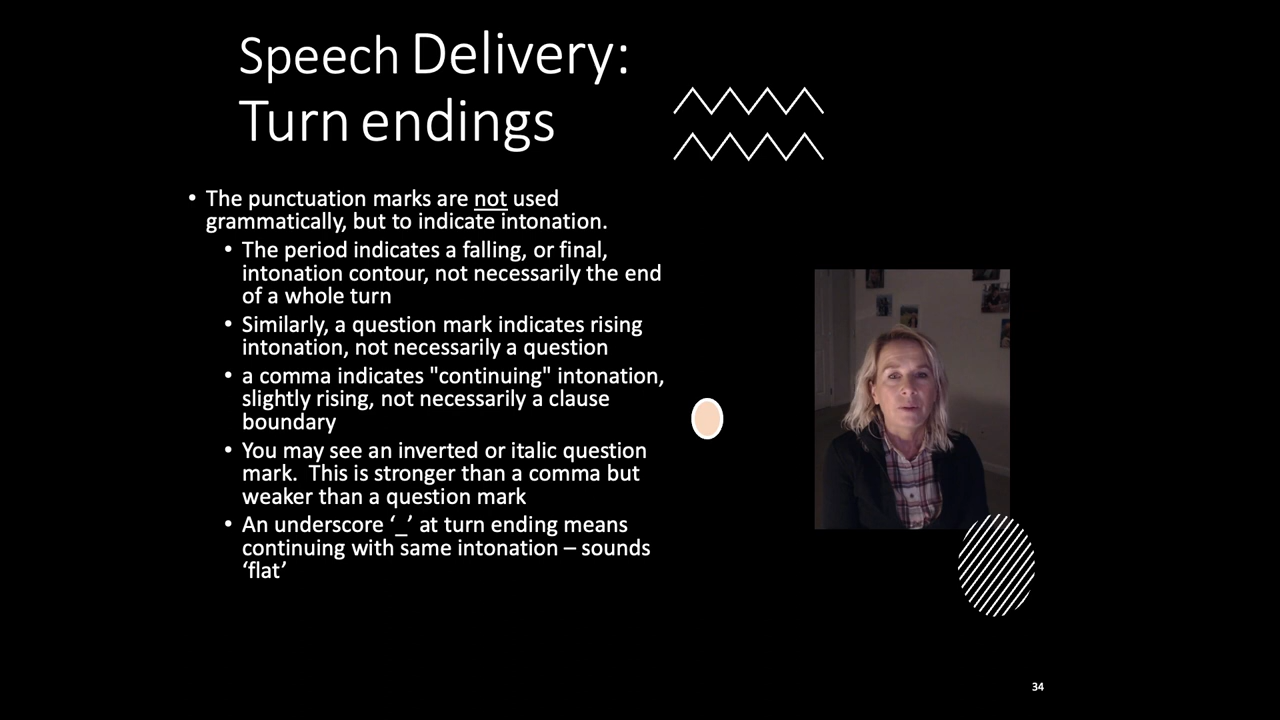 Speech Delivery:
Turn endings
• The punctuation marks are not used
grammatically, but to indicate intonation.
• The period indicates a falling, or final,
intonation contour, not necessarily the end
of a whole turn
• Similarly, a question mark indicates rising
intonation, not necessarily a question
• a comma indicates "continuing" intonation,
slightly rising, not necessarily a clause
boundary
• You may see an inverted or italic question
mark.  This is stronger than a comma but
weaker than a question mark
• An underscore ‘_’ at turn ending means
continuing with same intonation – sounds
‘flat’
34